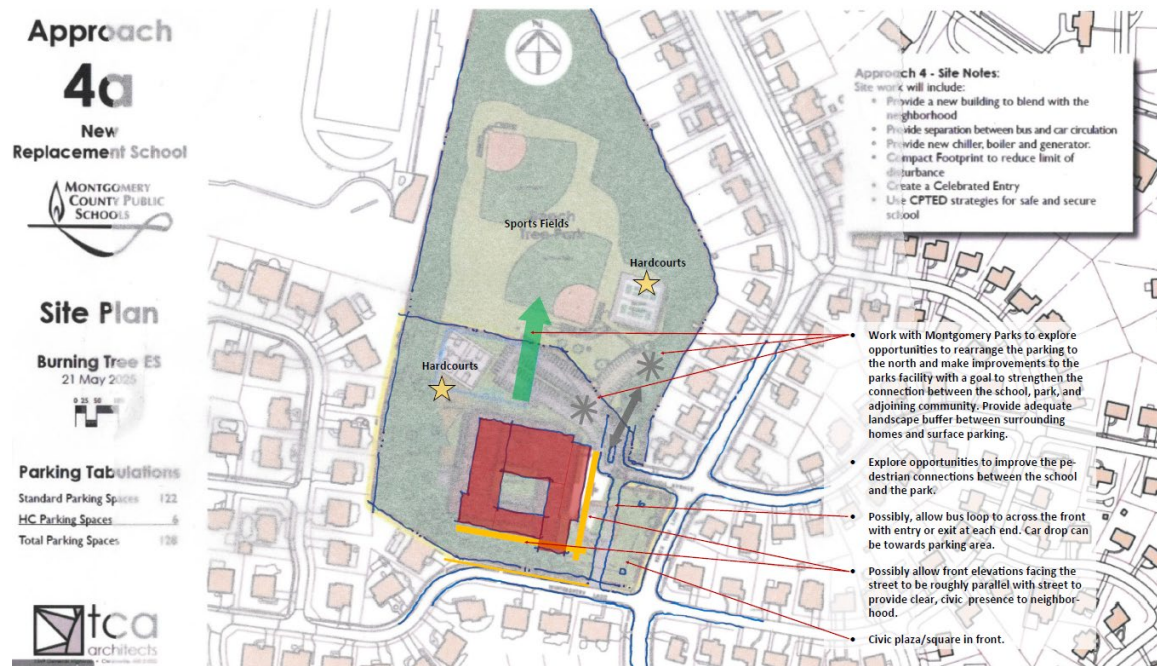 Approach
4a
New
Replacement School
MONTGOMERY
COUNTY PUBLIC
SCHOOLS
Site Plan
Burning Tree ES
21 May 2025
0 25 50
Parking Tabulations
Standard Parking Spaces 122
HC Parking Spaces 6
Total Parking Spaces 128
tca
architects
N
Sports Fields
Tree Park
Hardcourts
Hardcourts
Approach 4 - Site Notes:
Site work will include:
• Provide a new building to blend with the
neighborhood
• Provide separation between bus and car circulation
• Provide new chiller, boiler and generator.
• Compact Footprint to reduce limit of
disturbance
• Create a Celebrated Entry
• Use CPTED strategies for safe and secure
school
• Work with Montgomery Parks to explore
opportunities to rearrange the parking to
the north and make improvements to the
parks facility with a goal to strengthen the
connection between the school, park, and
adjoining community. Provide adequate
landscape buffer between surrounding
homes and surface parking.
• Explore opportunities to improve the pe-
destrian connections between the school
and the park.
• Possibly, allow bus loop to across the front
with entry or exit at each end. Car drop can
be towards parking area.
• Possibly allow front elevations facing the
street to be roughly parallel with street to
provide clear, civic presence to neighbor-
hood.
• Civic plaza/square in front.